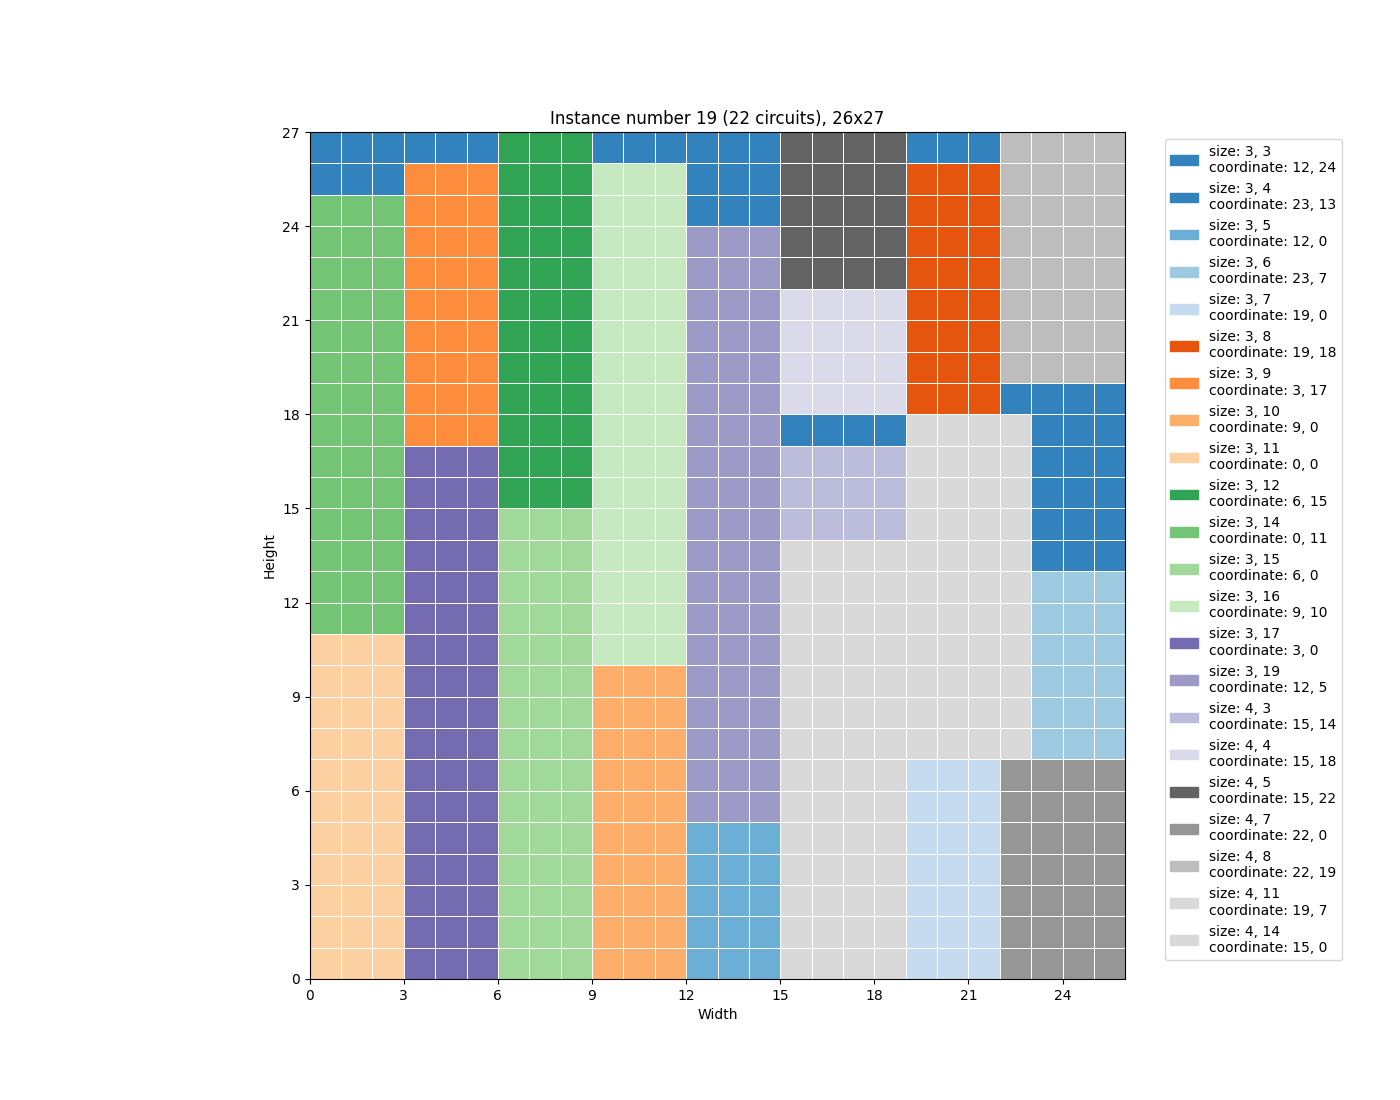 Instance number 19 (22 circuits), 26x27
27
24
21
18
15
12
9
6
3
0
Height
0 3 6 9 12 15 18 21 24
Width
size: 3, 3
coordinate: 12, 24
size: 3, 4
coordinate: 23, 13
size: 3, 5
coordinate: 12, 0
size: 3, 6
coordinate: 23, 7
size: 3, 7
coordinate: 19, 0
size: 3, 8
coordinate: 19, 18
size: 3, 9
coordinate: 3, 17
size: 3, 10
coordinate: 9, 0
size: 3, 11
coordinate: 0, 0
size: 3, 12
coordinate: 6, 15
size: 3, 14
coordinate: 0, 11
size: 3, 15
coordinate: 6, 0
size: 3, 16
coordinate: 9, 10
size: 3, 17
coordinate: 3, 0
size: 3, 19
coordinate: 12, 5
size: 4, 3
coordinate: 15, 14
size: 4, 4
coordinate: 15, 18
size: 4, 5
coordinate: 15, 22
size: 4, 7
coordinate: 22, 0
size: 4, 8
coordinate: 22, 19
size: 4, 11
coordinate: 19, 7
size: 4, 14
coordinate: 15, 0